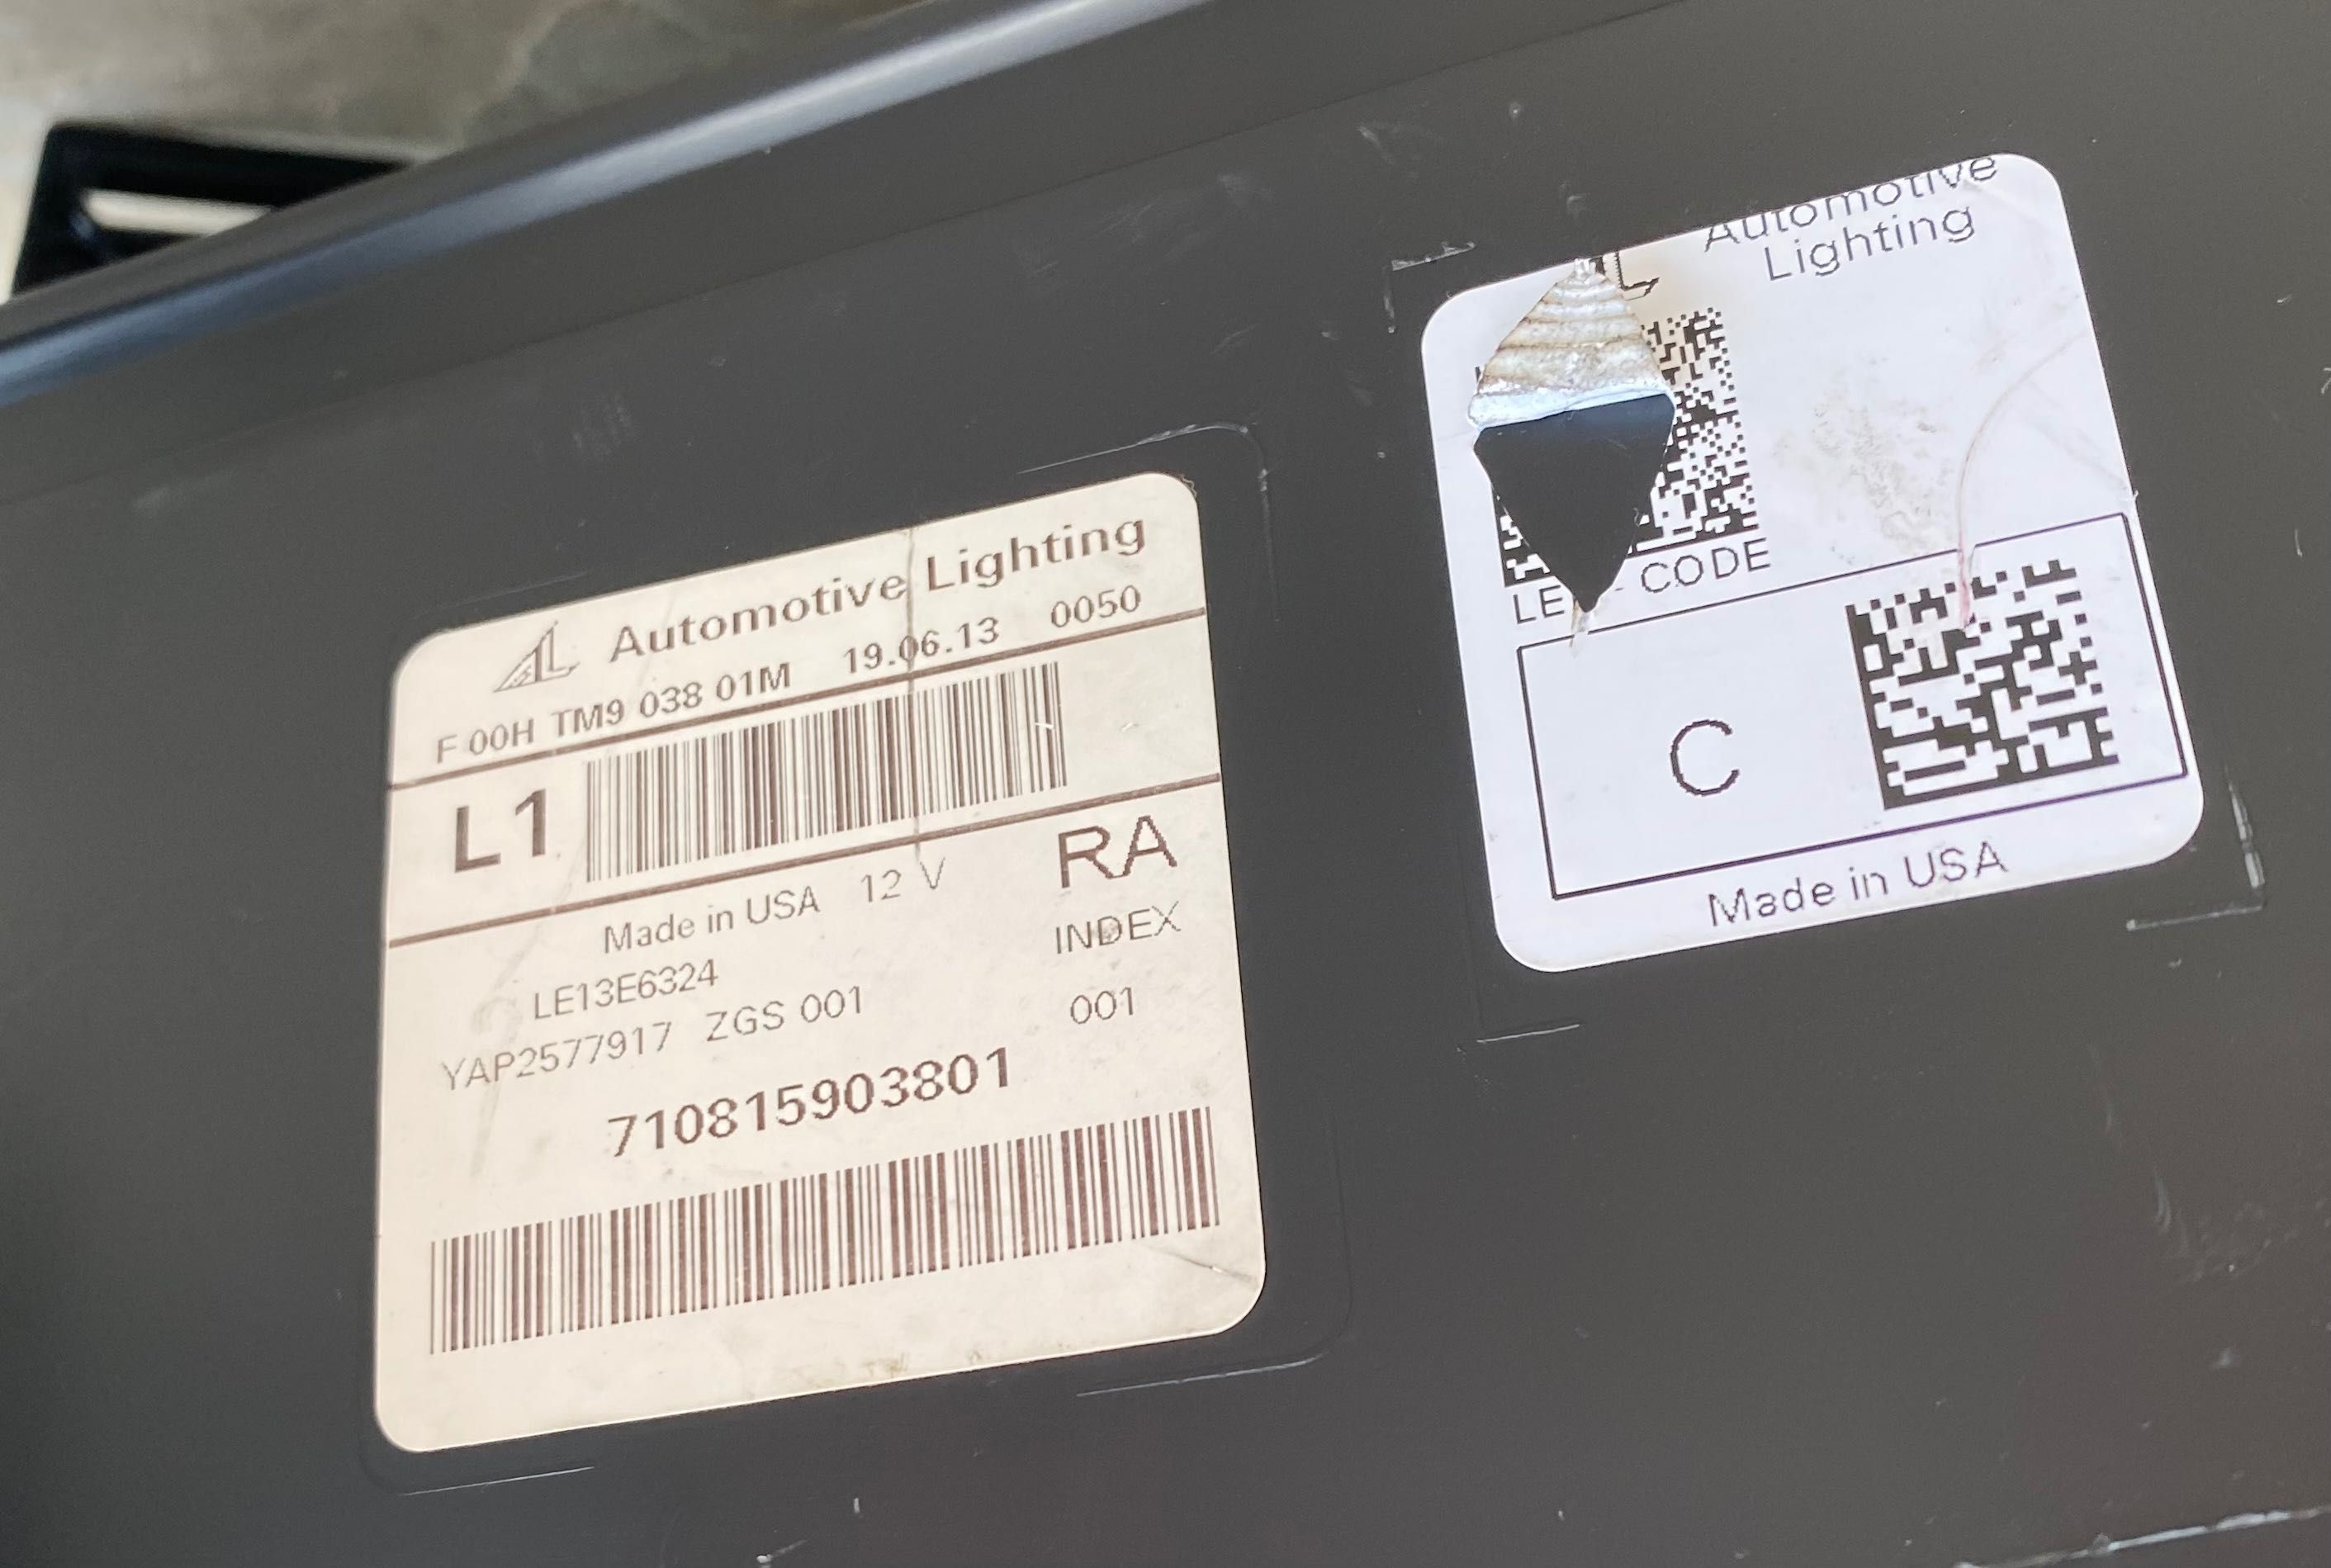 Automotive Lighting
F 00H TM9 038 01M 19.06.13 0050
L1
Made in USA 12 V RA
LE13E6324 INDEX
YAP2577917 ZGS 001 001
710815903801
Automotive
Lighting
CODE
C
Made in USA